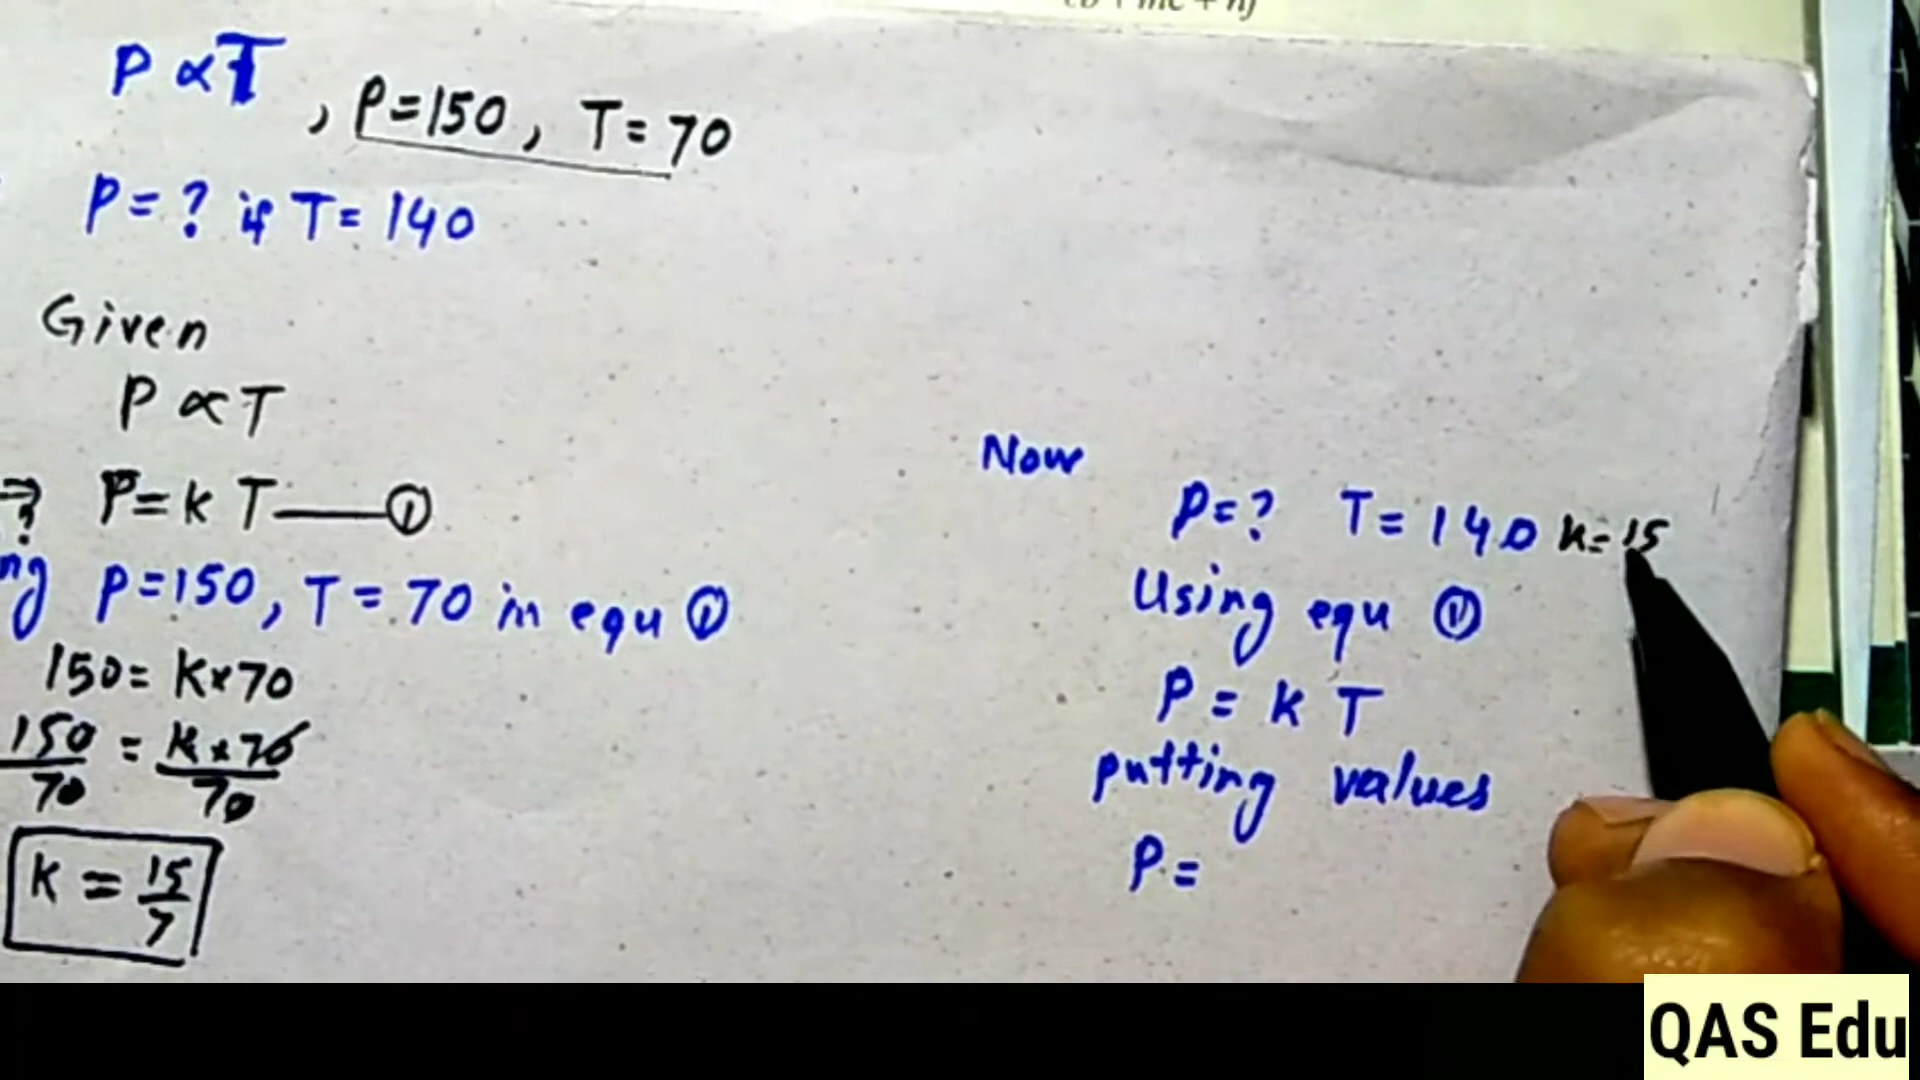 P ∝ T , P=150, T=70
P=? if T=140
Given
P ∝ T
⇒ P=k T——①
ng P=150, T=70 in equ ①
150=k×70
150/70 = k×70/70
k = 15/7
Now
P=? T=140 k=15
Using equ ①
P = k T
putting values
P =
QAS Edu